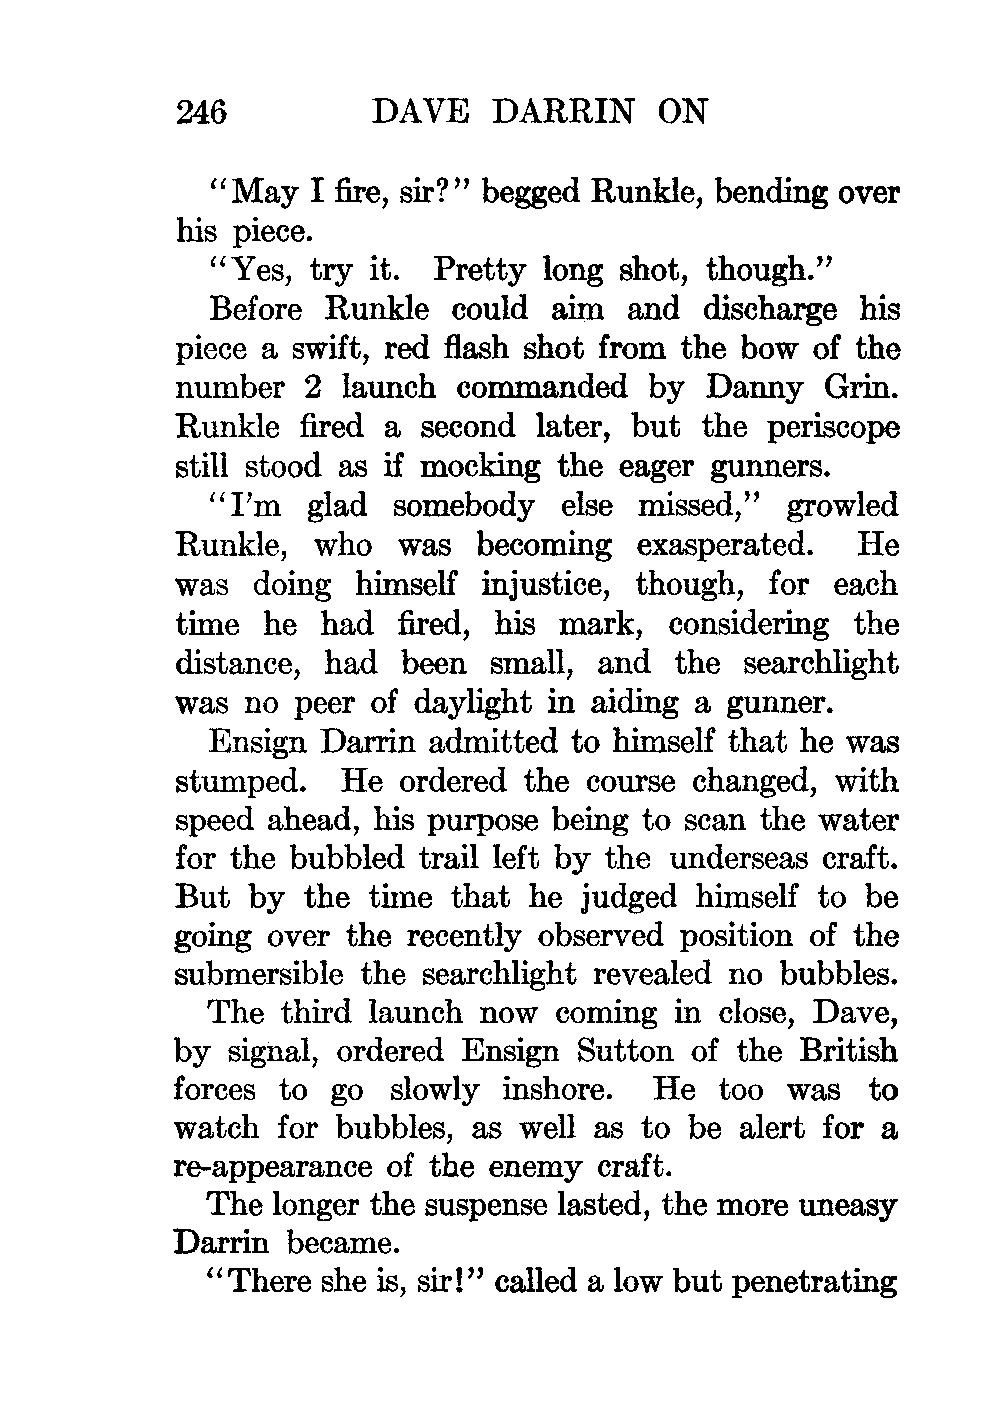 246 DAVE DARRIN ON
"May I fire, sir?" begged Runkle, bending over
his piece.
"Yes, try it. Pretty long shot, though."
Before Runkle could aim and discharge his
piece a swift, red flash shot from the bow of the
number 2 launch commanded by Danny Grin.
Runkle fired a second later, but the periscope
still stood as if mocking the eager gunners.
"I'm glad somebody else missed," growled
Runkle, who was becoming exasperated. He
was doing himself injustice, though, for each
time he had fired, his mark, considering the
distance, had been small, and the searchlight
was no peer of daylight in aiding a gunner.
Ensign Darrin admitted to himself that he was
stumped. He ordered the course changed, with
speed ahead, his purpose being to scan the water
for the bubbled trail left by the underseas craft.
But by the time that he judged himself to be
going over the recently observed position of the
submersible the searchlight revealed no bubbles.
The third launch now coming in close, Dave,
by signal, ordered Ensign Sutton of the British
forces to go slowly inshore. He too was to
watch for bubbles, as well as to be alert for a
re-appearance of the enemy craft.
The longer the suspense lasted, the more uneasy
Darrin became.
"There she is, sir!" called a low but penetrating